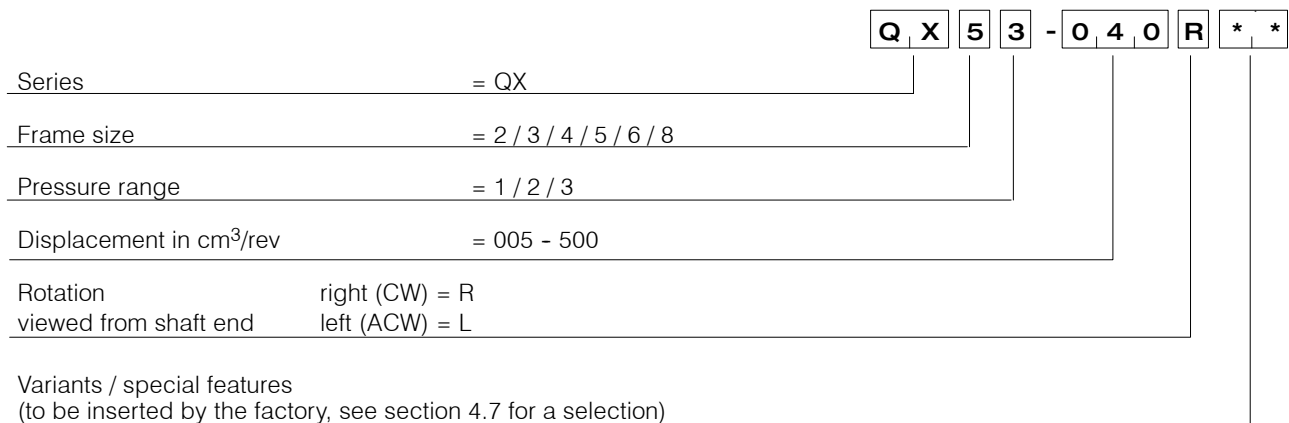 Q X 5 3 - 0 4 0 R * *
Series = QX
Frame size = 2 / 3 / 4 / 5 / 6 / 8
Pressure range = 1 / 2 / 3
Displacement in cm³/rev = 005 - 500
Rotation right (CW) = R
viewed from shaft end left (ACW) = L
Variants / special features
(to be inserted by the factory, see section 4.7 for a selection)